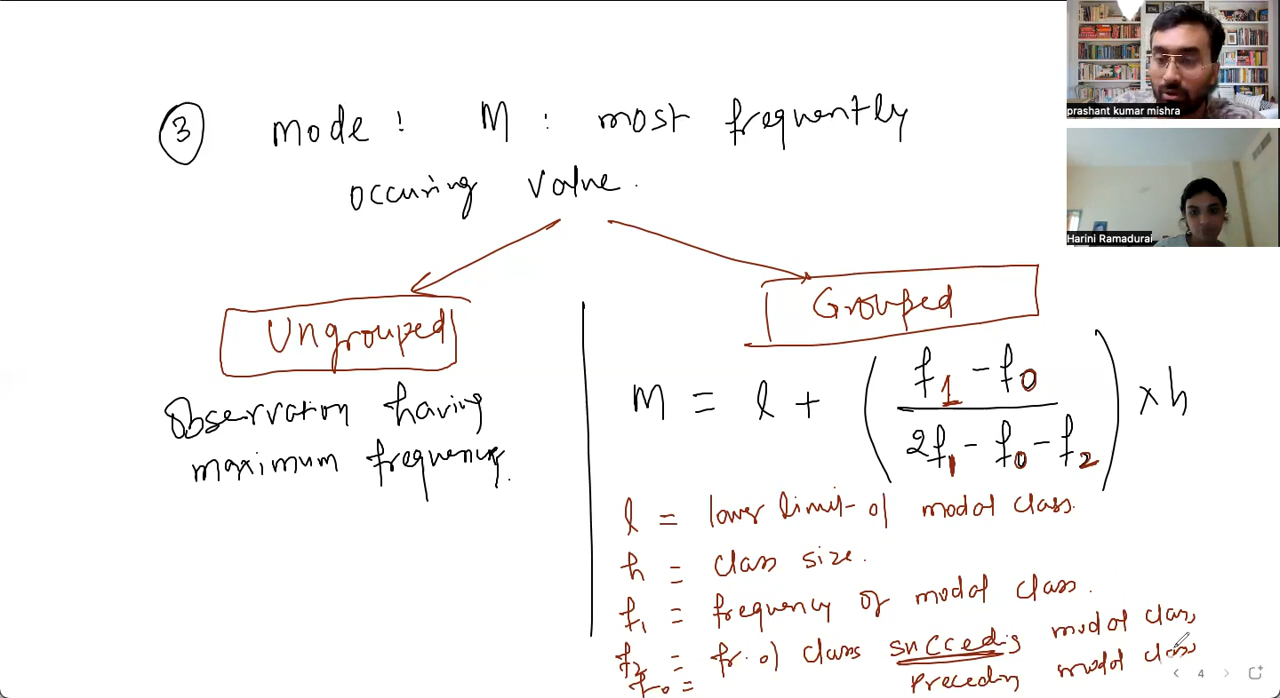 prashant kumar mishra
Harini Ramadurai
3 mode : M : most frequently
occuring value.
Ungrouped
Observation having
maximum frequency.
Grouped
M = l + ( f1 - f0 / 2f1 - f0 - f2 ) x h
l = lower limit of modal class.
h = class size.
f1 = frequency of modal class.
f2 = fr. of class succeding modal class
f0 = preceding modal class
4